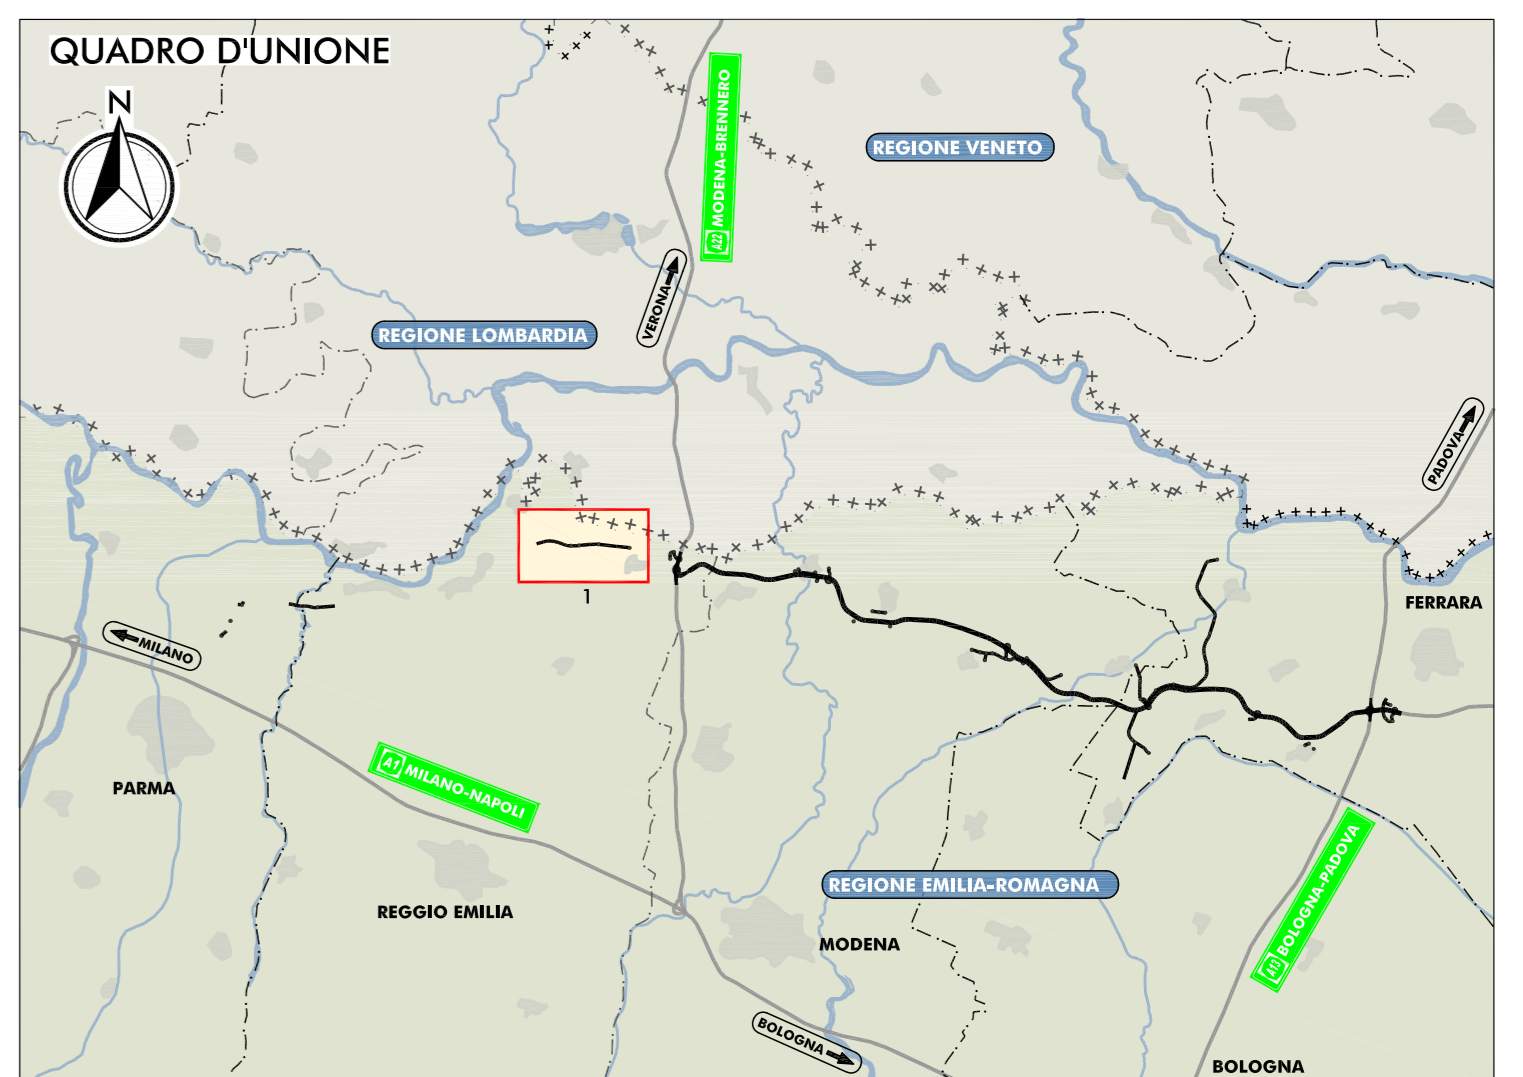 QUADRO D'UNIONE
N
A22 MODENA-BRENNERO
REGIONE VENETO
VERONA
REGIONE LOMBARDIA
PADOVA
1
FERRARA
MILANO
A1 MILANO-NAPOLI
PARMA
REGGIO EMILIA
REGIONE EMILIA-ROMAGNA
A13 BOLOGNA-PADOVA
MODENA
BOLOGNA
BOLOGNA